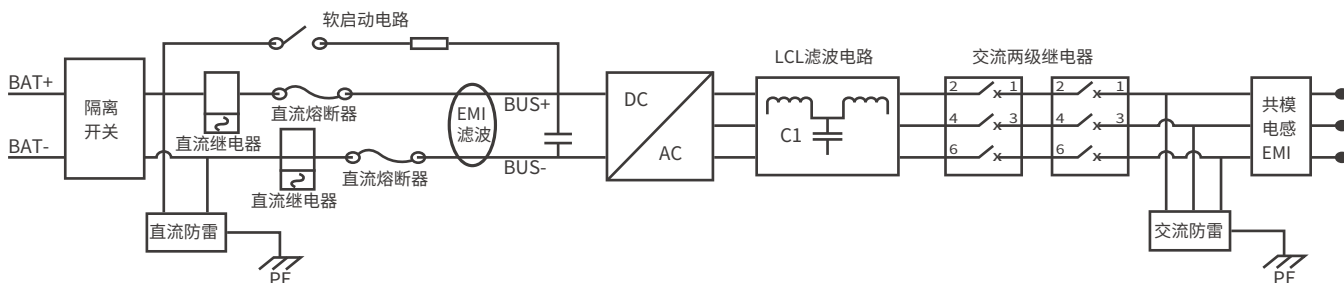 软启动电路
LCL滤波电路
交流两级继电器
BAT+
隔离
开关
直流继电器
直流熔断器
EMI
滤波
BUS+
DC
AC
C1
2 1
2 1
4 3
4 3
6
6
共模
电感
EMI
BAT-
直流继电器
直流熔断器
BUS-
直流防雷
PE
交流防雷
PE